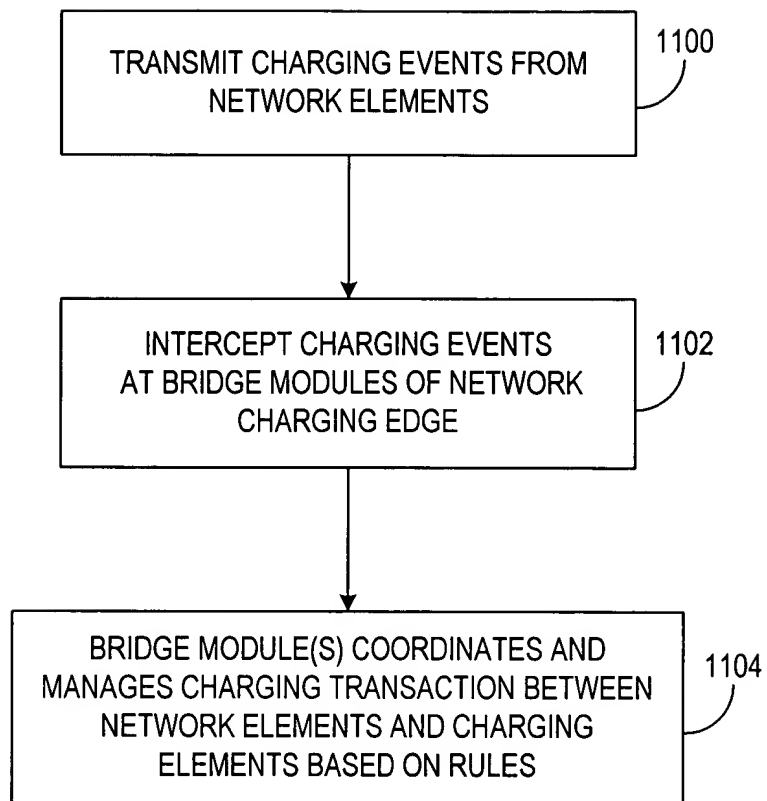 TRANSMIT CHARGING EVENTS FROM
NETWORK ELEMENTS
1100
INTERCEPT CHARGING EVENTS
AT BRIDGE MODULES OF NETWORK
CHARGING EDGE
1102
BRIDGE MODULE(S) COORDINATES AND
MANAGES CHARGING TRANSACTION BETWEEN
NETWORK ELEMENTS AND CHARGING
ELEMENTS BASED ON RULES
1104